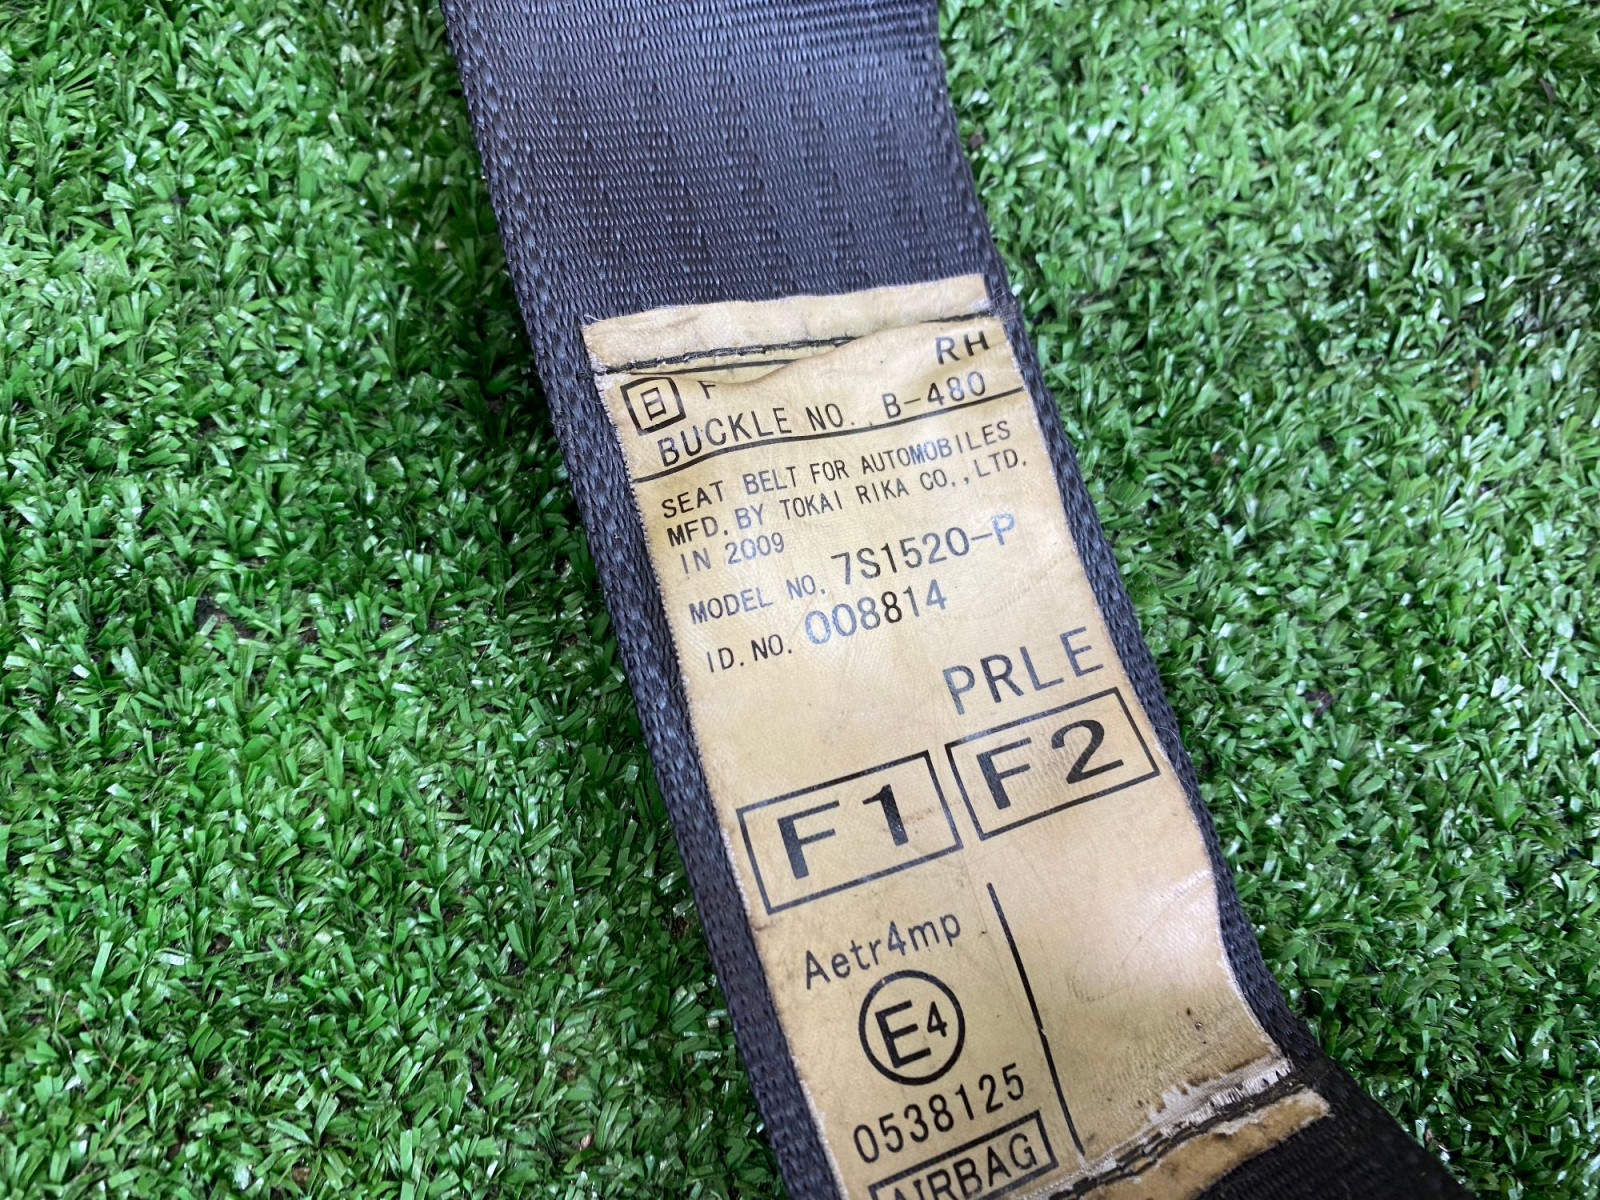 RH
日 F
BUCKLE NO. B-480
SEAT BELT FOR AUTOMOBILES
MFD. BY TOKAI RIKA CO.,LTD.
IN 2009
MODEL NO. 7S1520-P
ID.NO. 008814
PRLE
F1 F2
Aetr4mp
E4
0538125
AIRBAG